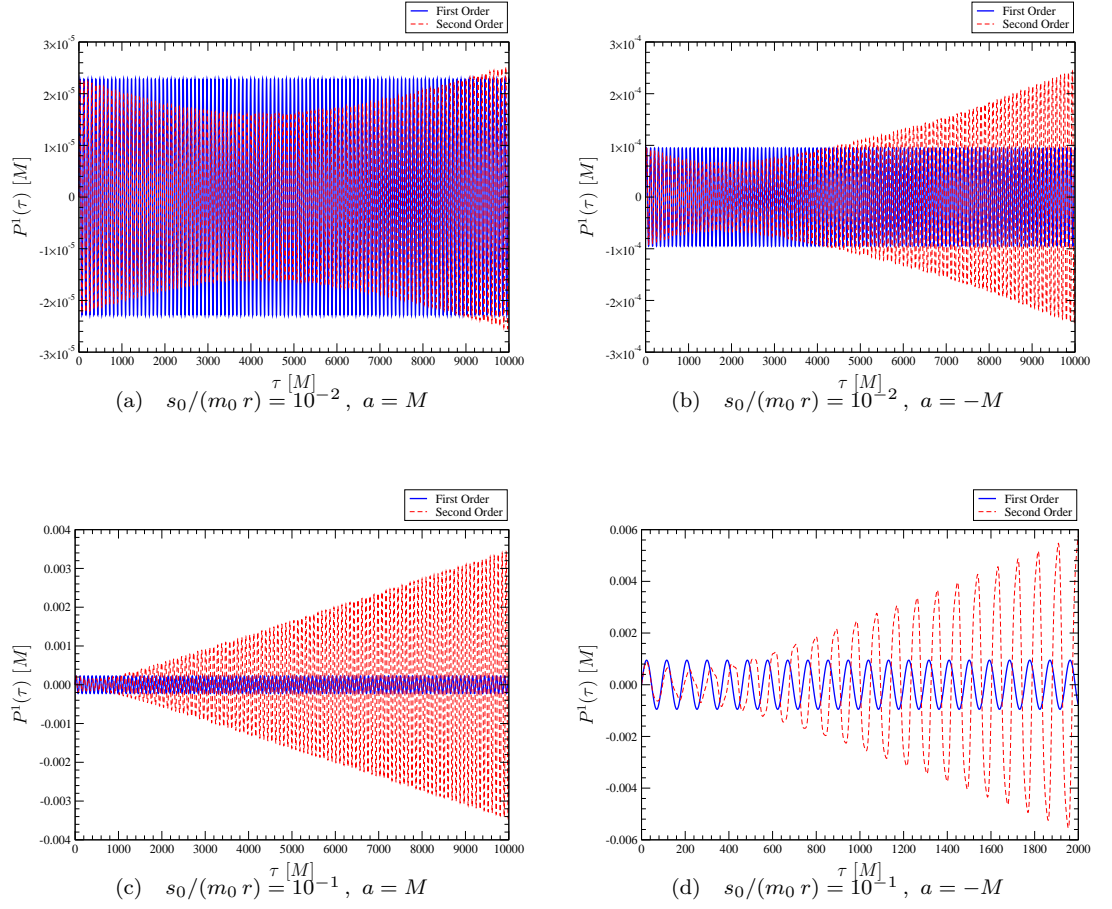 First Order
Second Order
3×10⁻⁵
2×10⁻⁵
1×10⁻⁵
0
-1×10⁻⁵
-2×10⁻⁵
-3×10⁻⁵
P¹(τ) [M]
0 1000 2000 3000 4000 5000 6000 7000 8000 9000 10000
τ [M]
(a) s₀/(m₀ r) = 10⁻² , a = M
First Order
Second Order
3×10⁻⁴
2×10⁻⁴
1×10⁻⁴
0
-1×10⁻⁴
-2×10⁻⁴
-3×10⁻⁴
P¹(τ) [M]
0 1000 2000 3000 4000 5000 6000 7000 8000 9000 10000
τ [M]
(b) s₀/(m₀ r) = 10⁻² , a = −M
First Order
Second Order
0.004
0.003
0.002
0.001
0.000
-0.001
-0.002
-0.003
-0.004
P¹(τ) [M]
0 1000 2000 3000 4000 5000 6000 7000 8000 9000 10000
τ [M]
(c) s₀/(m₀ r) = 10⁻¹ , a = M
First Order
Second Order
0.006
0.004
0.002
0.000
-0.002
-0.004
-0.006
P¹(τ) [M]
0 200 400 600 800 1000 1200 1400 1600 1800 2000
τ [M]
(d) s₀/(m₀ r) = 10⁻¹ , a = −M